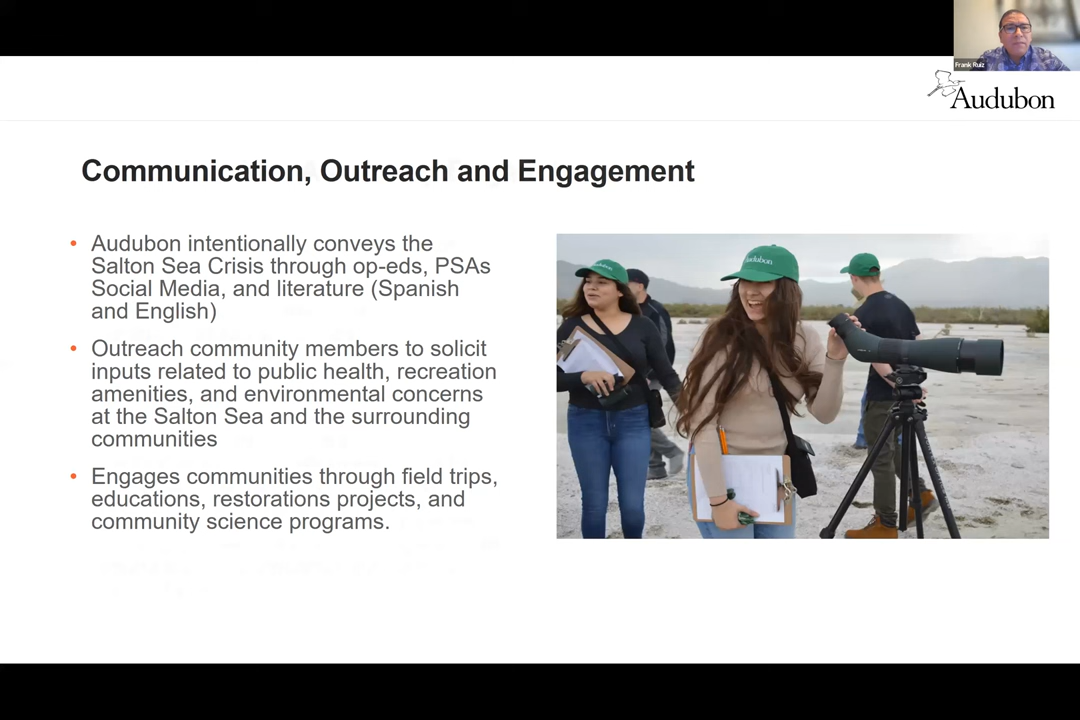 Frank Ruiz
Audubon
Communication, Outreach and Engagement
• Audubon intentionally conveys the
Salton Sea Crisis through op-eds, PSAs
Social Media, and literature (Spanish
and English)
• Outreach community members to solicit
inputs related to public health, recreation
amenities, and environmental concerns
at the Salton Sea and the surrounding
communities
• Engages communities through field trips,
educations, restorations projects, and
community science programs.
Audubon